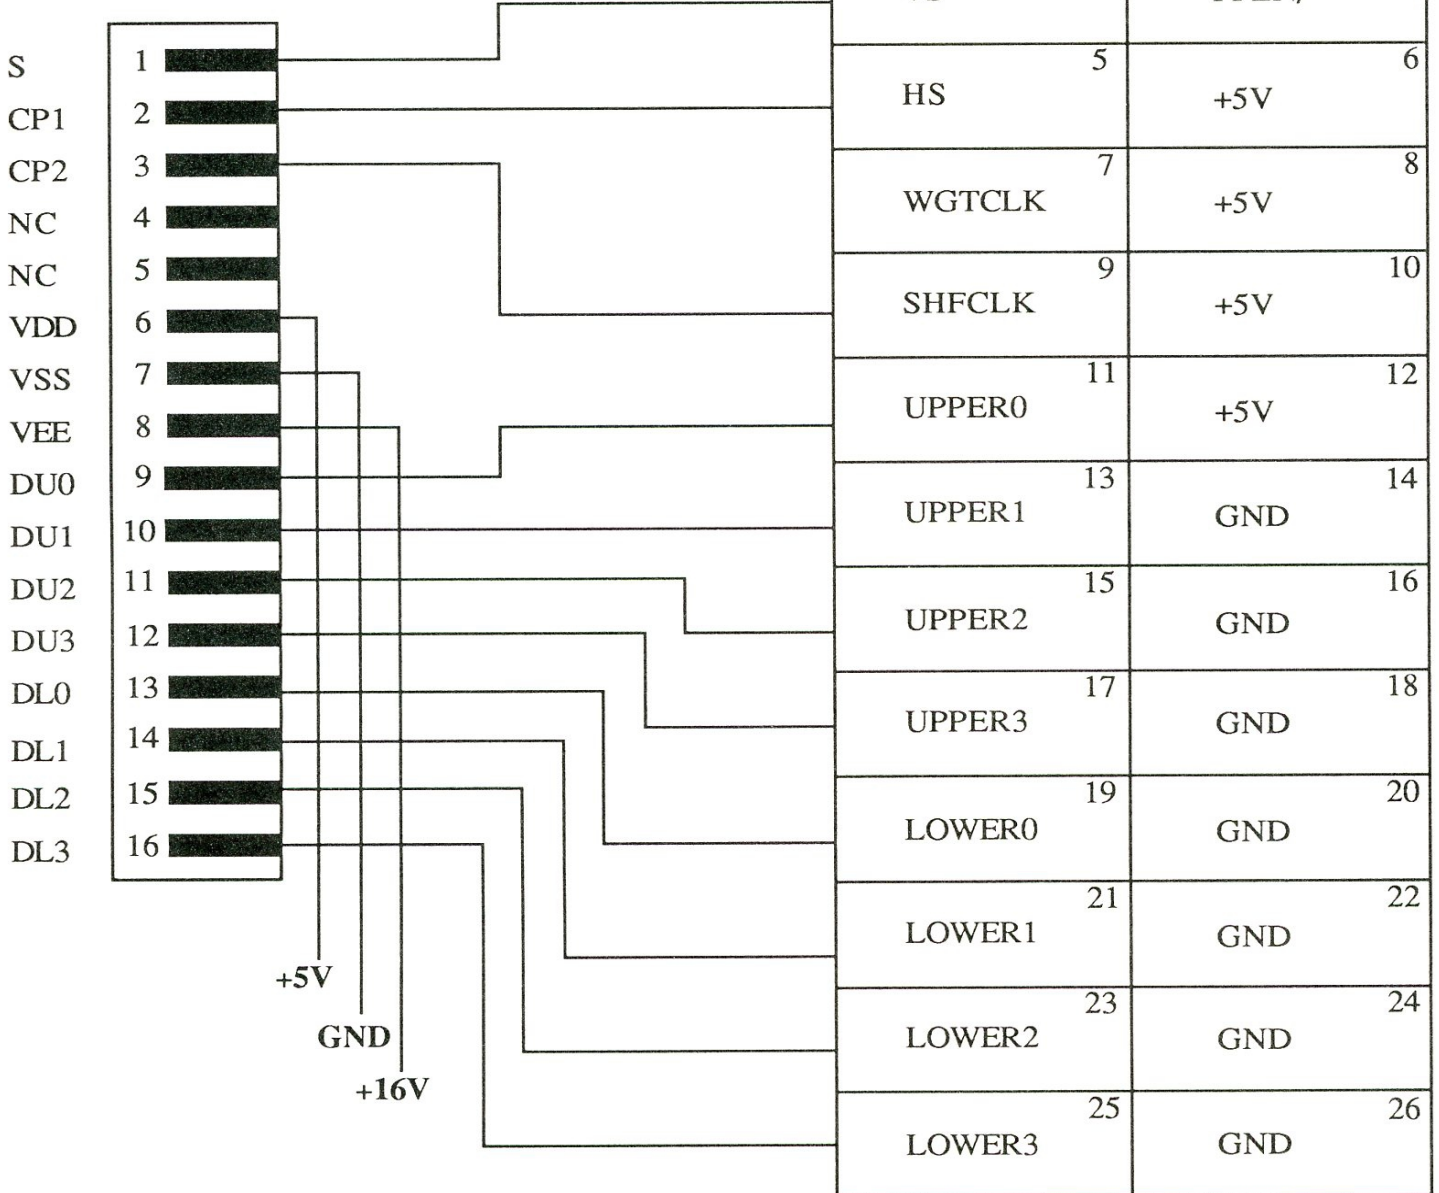 S 1
CP1 2
CP2 3
NC 4
NC 5
VDD 6
VSS 7
VEE 8
DU0 9
DU1 10
DU2 11
DU3 12
DL0 13
DL1 14
DL2 15
DL3 16
+5V
GND
+16V
5 6
HS +5V
7 8
WGTCLK +5V
9 10
SHFCLK +5V
11 12
UPPER0 +5V
13 14
UPPER1 GND
15 16
UPPER2 GND
17 18
UPPER3 GND
19 20
LOWER0 GND
21 22
LOWER1 GND
23 24
LOWER2 GND
25 26
LOWER3 GND